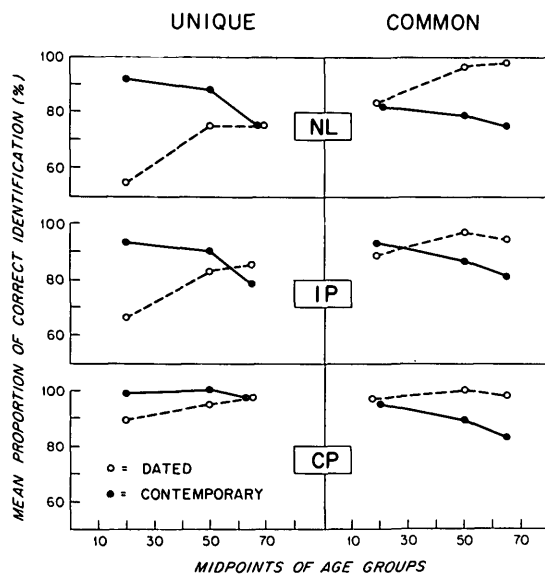 UNIQUE COMMON
MEAN PROPORTION OF CORRECT IDENTIFICATION (%)
100
80
60
NL
100
80
60
IP
100
80
60
CP
○ = DATED
● = CONTEMPORARY
10 30 50 70 10 30 50 70
MIDPOINTS OF AGE GROUPS